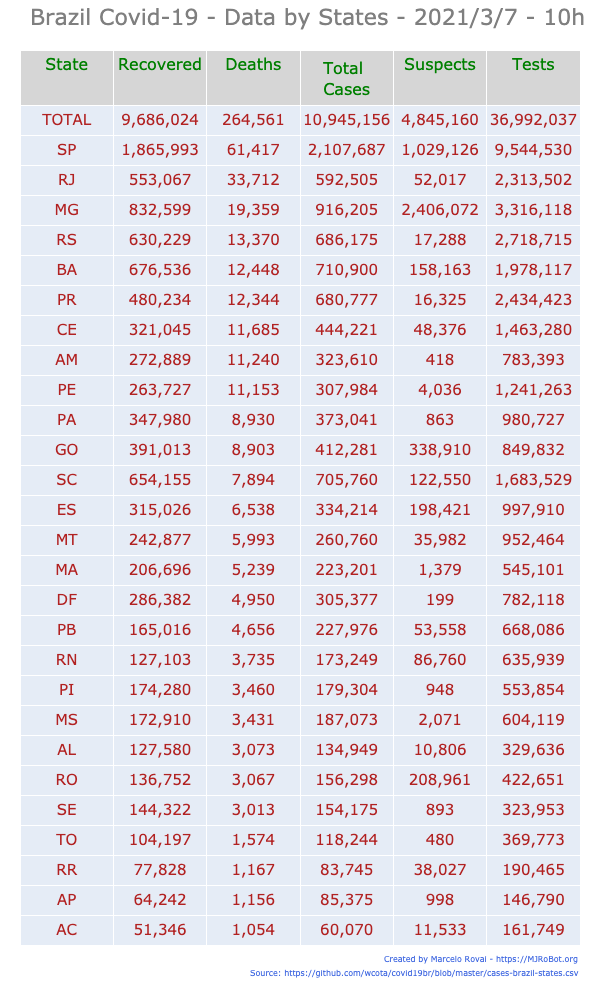 Brazil Covid-19 - Data by States - 2021/3/7 - 10h
State Recovered Deaths Total Cases Suspects Tests
TOTAL 9,686,024 264,561 10,945,156 4,845,160 36,992,037
SP 1,865,993 61,417 2,107,687 1,029,126 9,544,530
RJ 553,067 33,712 592,505 52,017 2,313,502
MG 832,599 19,359 916,205 2,406,072 3,316,118
RS 630,229 13,370 686,175 17,288 2,718,715
BA 676,536 12,448 710,900 158,163 1,978,117
PR 480,234 12,344 680,777 16,325 2,434,423
CE 321,045 11,685 444,221 48,376 1,463,280
AM 272,889 11,240 323,610 418 783,393
PE 263,727 11,153 307,984 4,036 1,241,263
PA 347,980 8,930 373,041 863 980,727
GO 391,013 8,903 412,281 338,910 849,832
SC 654,155 7,894 705,760 122,550 1,683,529
ES 315,026 6,538 334,214 198,421 997,910
MT 242,877 5,993 260,760 35,982 952,464
MA 206,696 5,239 223,201 1,379 545,101
DF 286,382 4,950 305,377 199 782,118
PB 165,016 4,656 227,976 53,558 668,086
RN 127,103 3,735 173,249 86,760 635,939
PI 174,280 3,460 179,304 948 553,854
MS 172,910 3,431 187,073 2,071 604,119
AL 127,580 3,073 134,949 10,806 329,636
RO 136,752 3,067 156,298 208,961 422,651
SE 144,322 3,013 154,175 893 323,953
TO 104,197 1,574 118,244 480 369,773
RR 77,828 1,167 83,745 38,027 190,465
AP 64,242 1,156 85,375 998 146,790
AC 51,346 1,054 60,070 11,533 161,749
Created by Marcelo Rovai - https://MJRoBot.org
Source: https://github.com/wcota/covid19br/blob/master/cases-brazil-states.csv